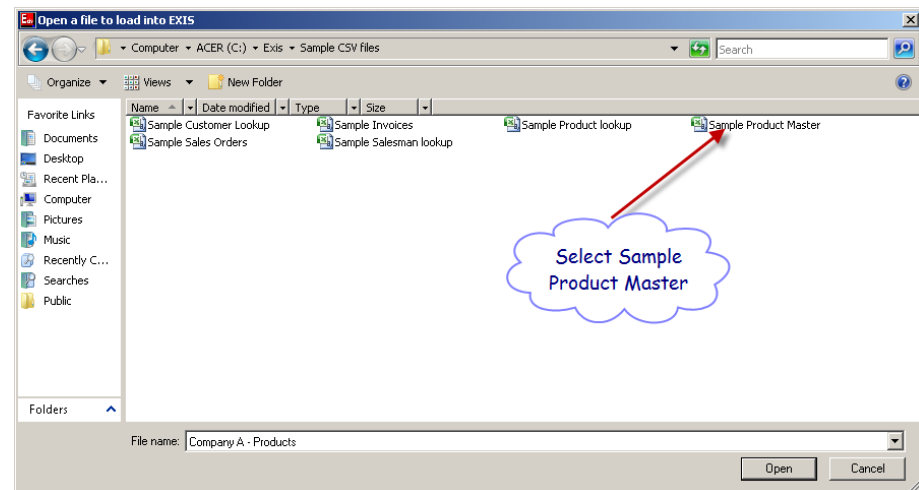 Open a file to load into EXIS
Computer ▾ ACER (C:) ▾ Exis ▾ Sample CSV files
Search
Organize Views New Folder
Favorite Links
Documents
Desktop
Recent Pla...
Computer
Pictures
Music
Recently C...
Searches
Public
Folders
Name Date modified Type Size
Sample Customer Lookup Sample Invoices Sample Product lookup Sample Product Master
Sample Sales Orders Sample Salesman lookup
Select Sample
Product Master
File name: Company A - Products
Open Cancel